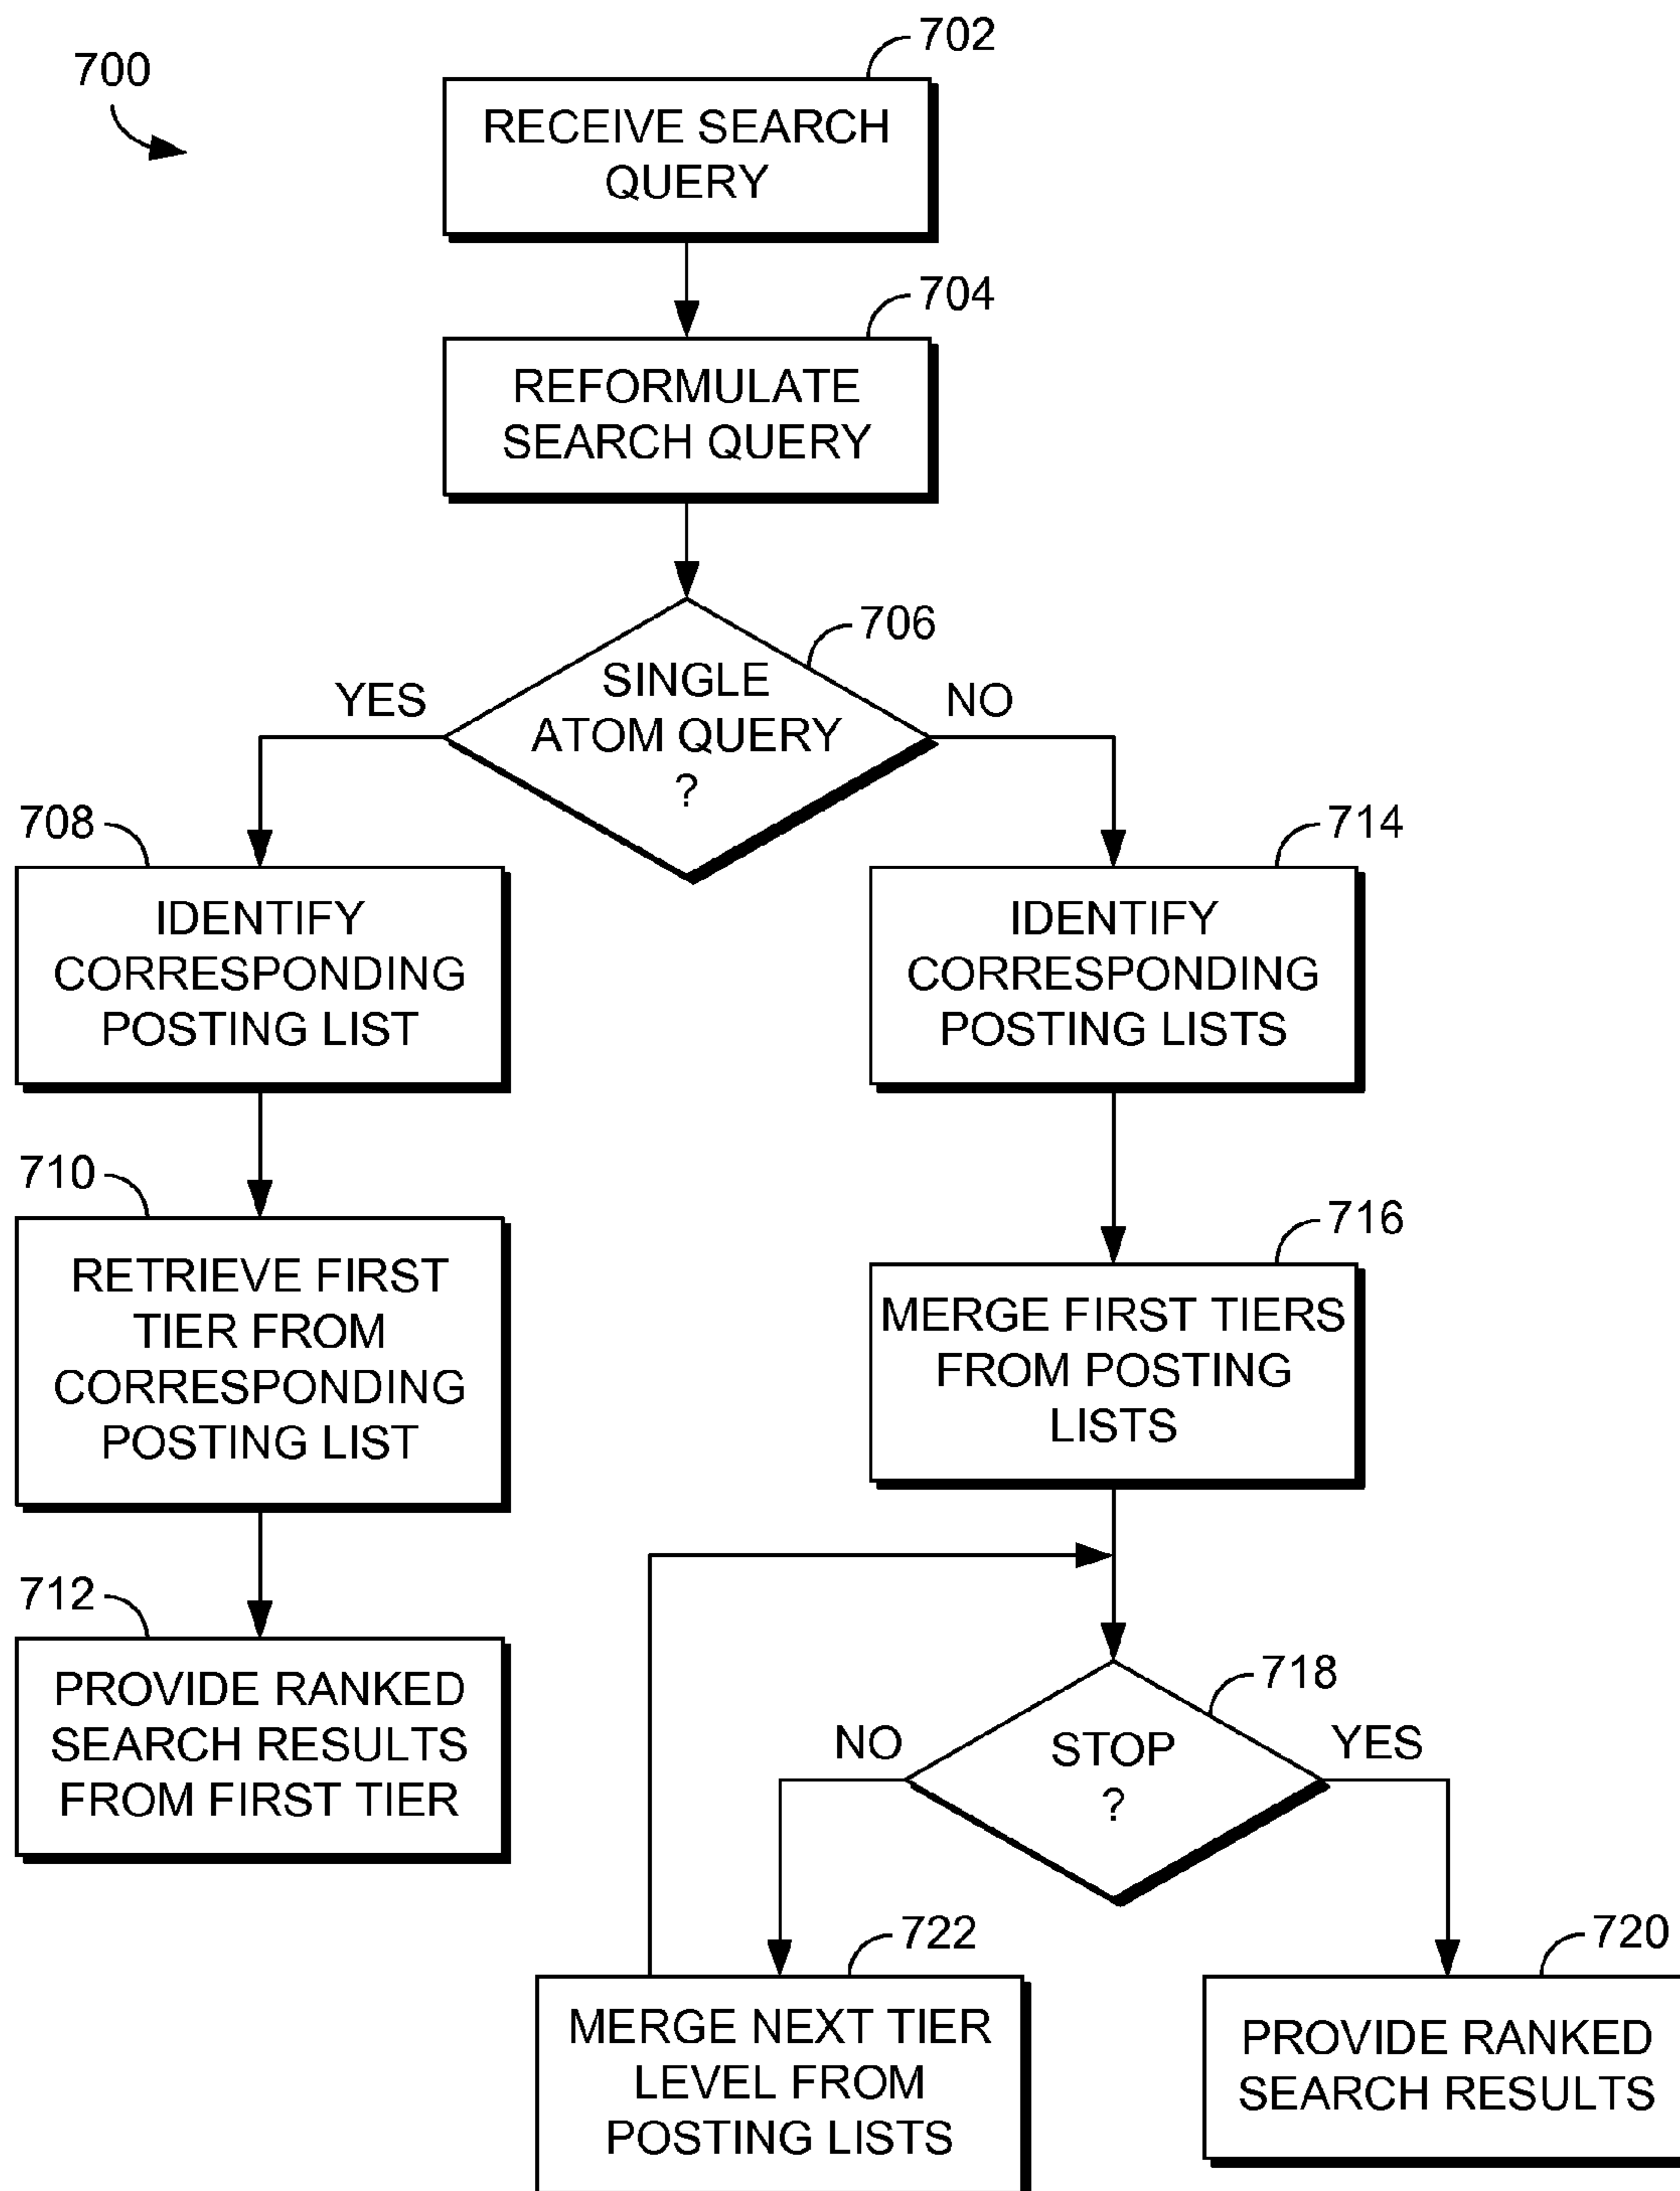 700
702
RECEIVE SEARCH
QUERY
704
REFORMULATE
SEARCH QUERY
706
SINGLE
ATOM QUERY
?
YES
NO
708
IDENTIFY
CORRESPONDING
POSTING LIST
710
RETRIEVE FIRST
TIER FROM
CORRESPONDING
POSTING LIST
712
PROVIDE RANKED
SEARCH RESULTS
FROM FIRST TIER
714
IDENTIFY
CORRESPONDING
POSTING LISTS
716
MERGE FIRST TIERS
FROM POSTING
LISTS
718
STOP
?
NO
YES
722
MERGE NEXT TIER
LEVEL FROM
POSTING LISTS
720
PROVIDE RANKED
SEARCH RESULTS